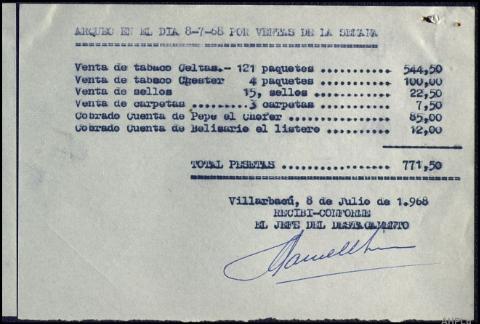 ARQUEO EN EL DIA 8-7-68 POR VENTAS DE LA SEMANA
Venta de tabaco Celtas.- 121 paquetes ............ 544,50
Venta de tabaco Chester 4 paquetes ............ 100,00
Venta de sellos 15, sellos ............ 22,50
Venta de carpetas ........ 3 carpetas ............ 7,50
Cobrado Cuenta de Pepe el Chofer ............ 85,00
Cobrado Cuenta de Belisario el listero ............ 12,00
TOTAL PESETAS ................ 771,50
Villarbacú, 8 de Julio de 1.968
RECIBI-CONFORME
EL JEFE DEL DESTACAMENTO